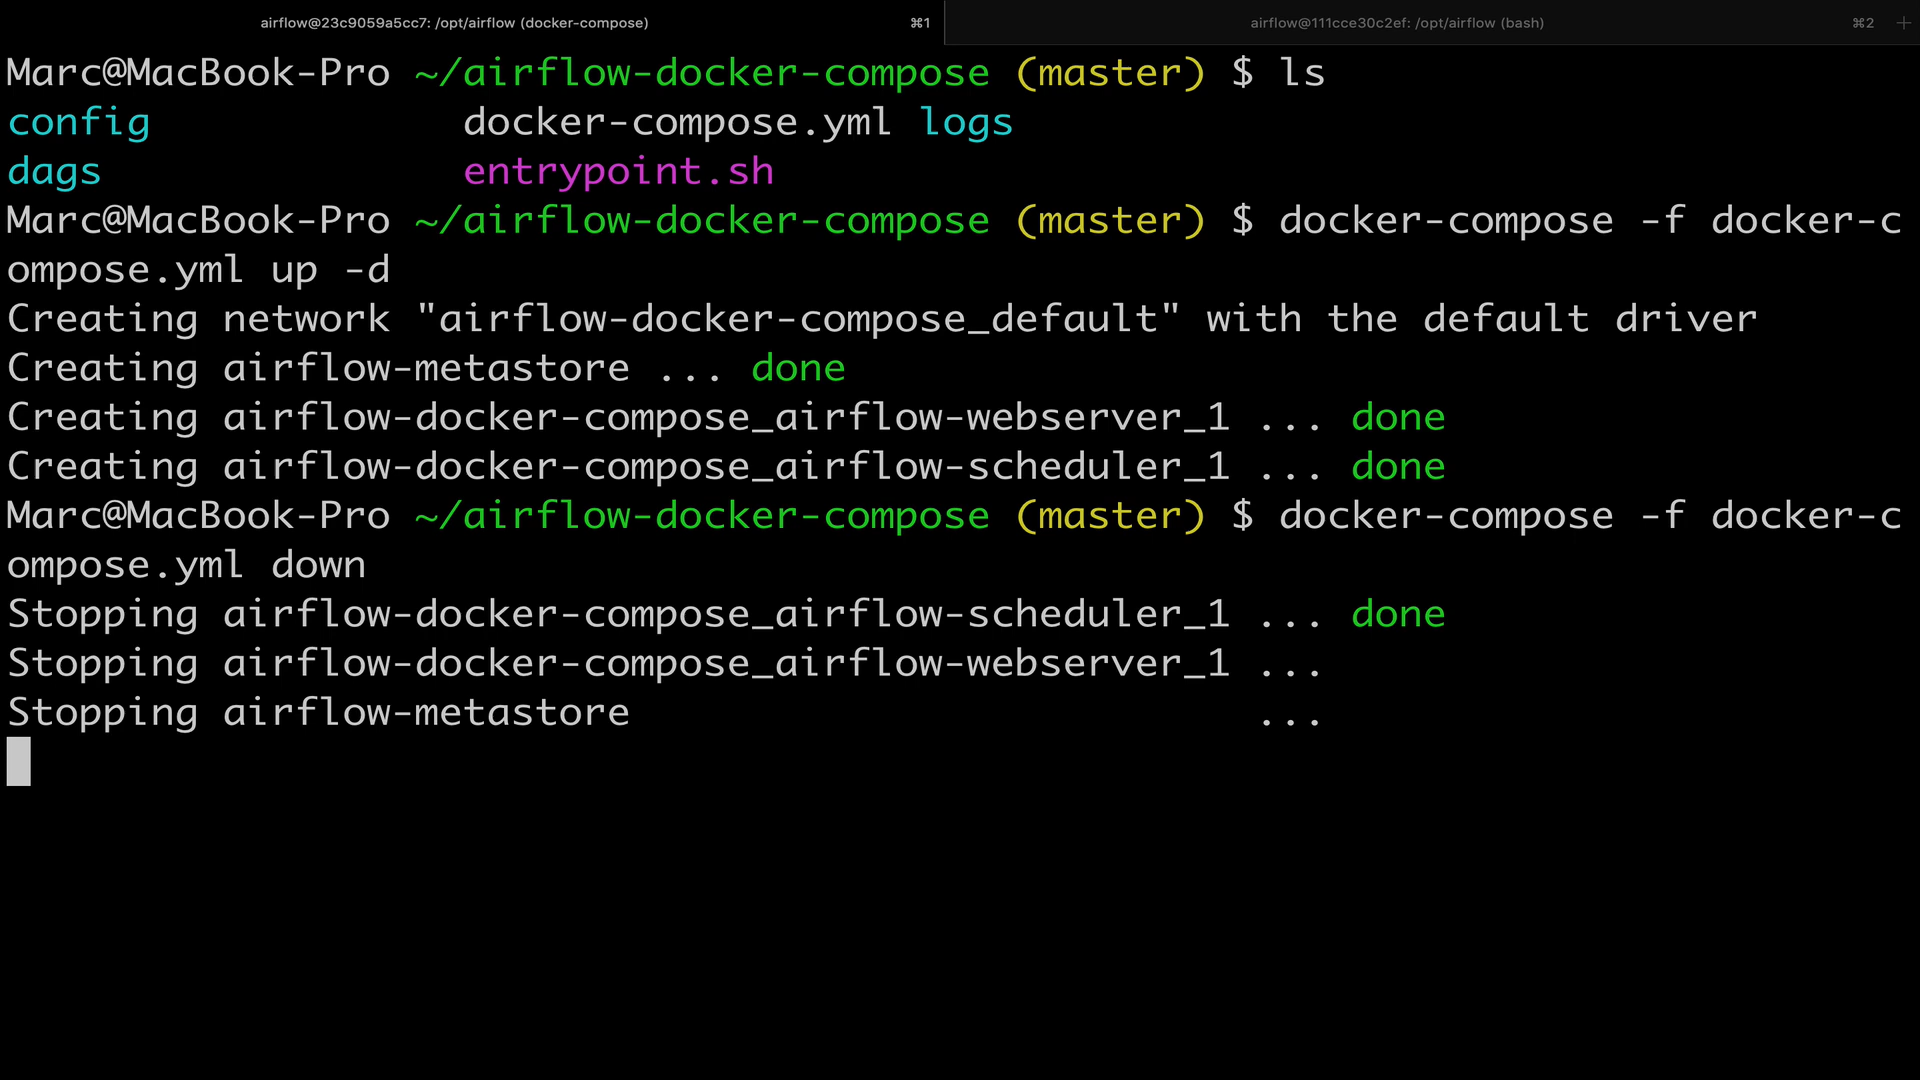 airflow@23c9059a5cc7: /opt/airflow (docker-compose) ⌘1 airflow@111cce30c2ef: /opt/airflow (bash) ⌘2 +
Marc@MacBook-Pro ~/airflow-docker-compose (master) $ ls
config docker-compose.yml logs
dags entrypoint.sh
Marc@MacBook-Pro ~/airflow-docker-compose (master) $ docker-compose -f docker-c
ompose.yml up -d
Creating network "airflow-docker-compose_default" with the default driver
Creating airflow-metastore ... done
Creating airflow-docker-compose_airflow-webserver_1 ... done
Creating airflow-docker-compose_airflow-scheduler_1 ... done
Marc@MacBook-Pro ~/airflow-docker-compose (master) $ docker-compose -f docker-c
ompose.yml down
Stopping airflow-docker-compose_airflow-scheduler_1 ... done
Stopping airflow-docker-compose_airflow-webserver_1 ...
Stopping airflow-metastore ...